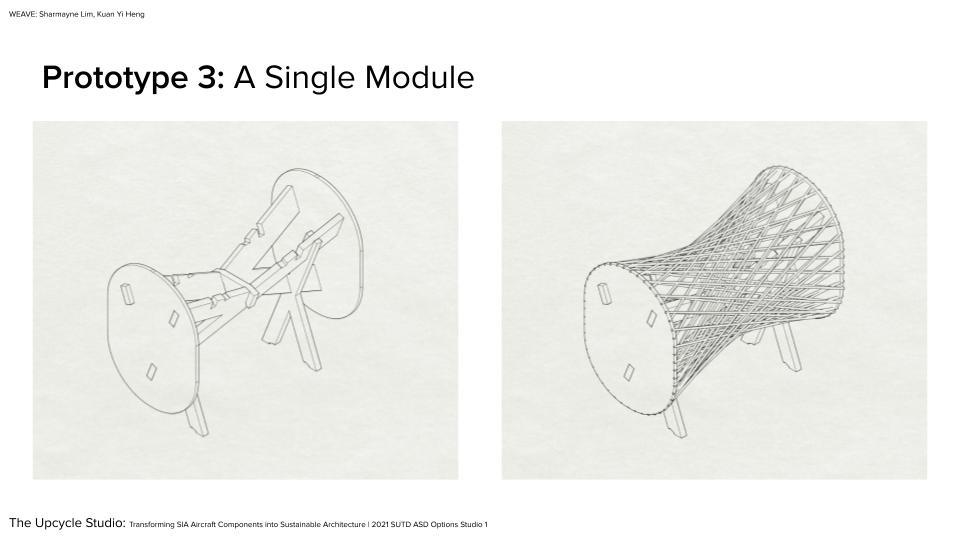 WEAVE: Sharmayne Lim, Kuan Yi Heng
Prototype 3: A Single Module
The Upcycle Studio: Transforming SIA Aircraft Components into Sustainable Architecture | 2021 SUTD ASD Options Studio 1